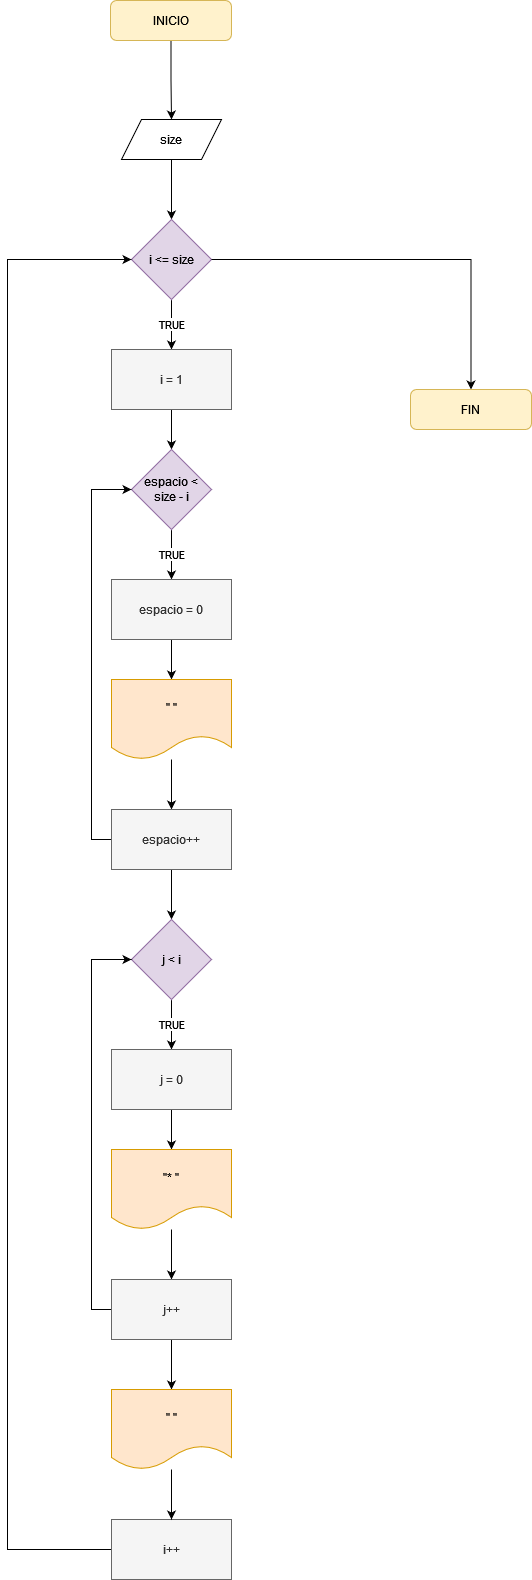 INICIO
size
i <= size
TRUE
i = 1
FIN
espacio <
size - i
TRUE
espacio = 0
" "
espacio++
j < i
TRUE
j = 0
"* "
j++
" "
i++